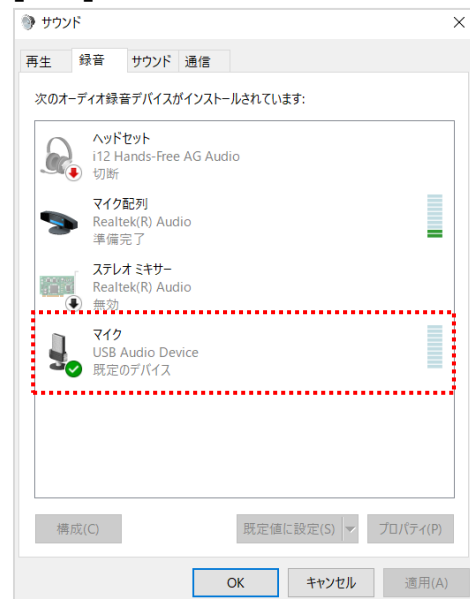 サウンド
再生 録音 サウンド 通信
次のオーディオ録音デバイスがインストールされています:
ヘッドセット
i12 Hands-Free AG Audio
切断
マイク配列
Realtek(R) Audio
準備完了
ステレオ ミキサー
Realtek(R) Audio
無効
マイク
USB Audio Device
既定のデバイス
構成(C) 既定値に設定(S) プロパティ(P)
OK キャンセル 適用(A)